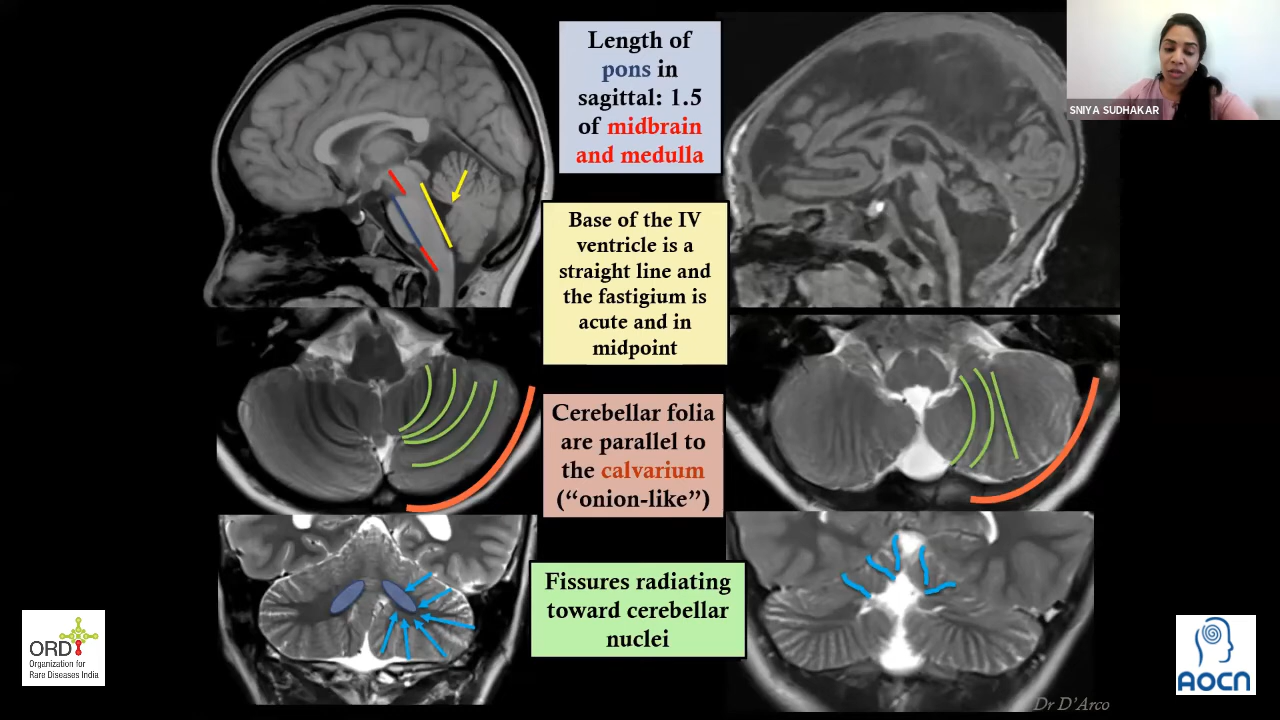 Length of
pons in
sagittal: 1.5
of midbrain
and medulla
SNIYA SUDHAKAR
Base of the IV
ventricle is a
straight line and
the fastigium is
acute and in
midpoint
Cerebellar folia
are parallel to
the calvarium
(“onion-like”)
Fissures radiating
toward cerebellar
nuclei
ORDI
Organization for
Rare Diseases India
AOCN
Dr D'Arco